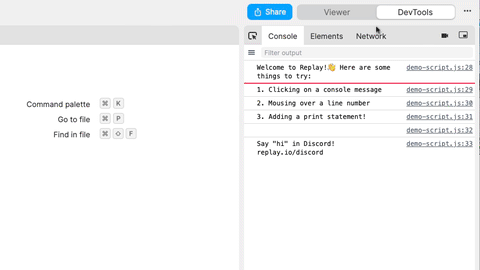 Share
Viewer
DevTools
Console
Elements
Network
Filter output
Welcome to Replay!👋 Here are some
things to try:
demo-script.js:28
1. Clicking on a console message
demo-script.js:29
2. Mousing over a line number
demo-script.js:30
3. Adding a print statement!
demo-script.js:31
demo-script.js:32
Say "hi" in Discord!
replay.io/discord
demo-script.js:33
Command palette ⌘ K
Go to file ⌘ P
Find in file ⌘ ⇧ F